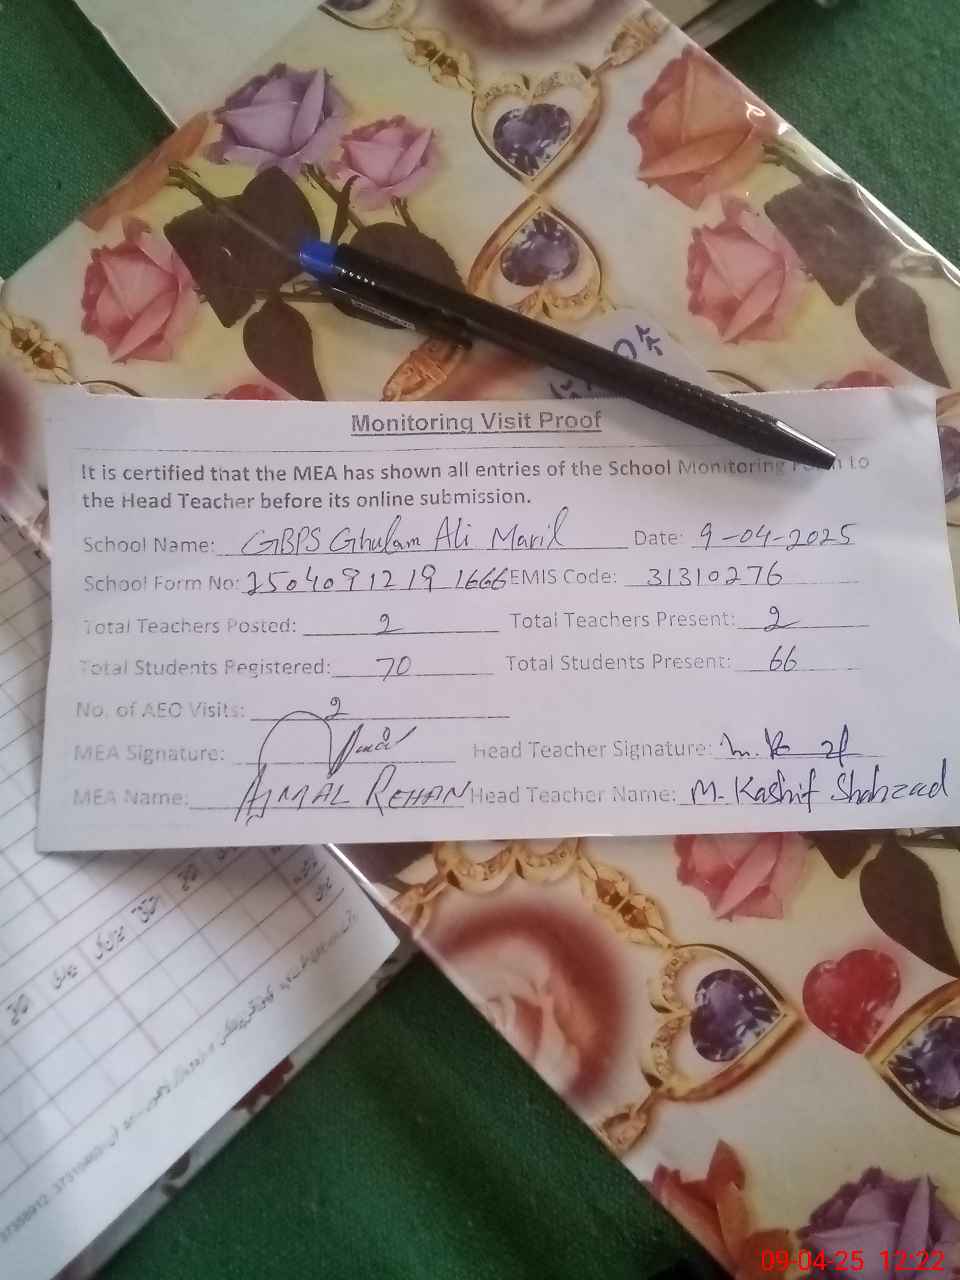 Monitoring Visit Proof
It is certified that the MEA has shown all entries of the School Monitoring Form to
the Head Teacher before its online submission.
School Name: GBPS Ghulam Ali Maril Date: 9-04-2025
School Form No: 2504091219 1666 EMIS Code: 31310276
Total Teachers Posted: 2 Total Teachers Present: 2
Total Students Registered: 70 Total Students Present: 66
No. of AEO Visits: 2
MEA Signature: Head Teacher Signature:
MEA Name: AJMAL REHAN Head Teacher Name: M. Kashif Shahzad
09-04-25 12:22